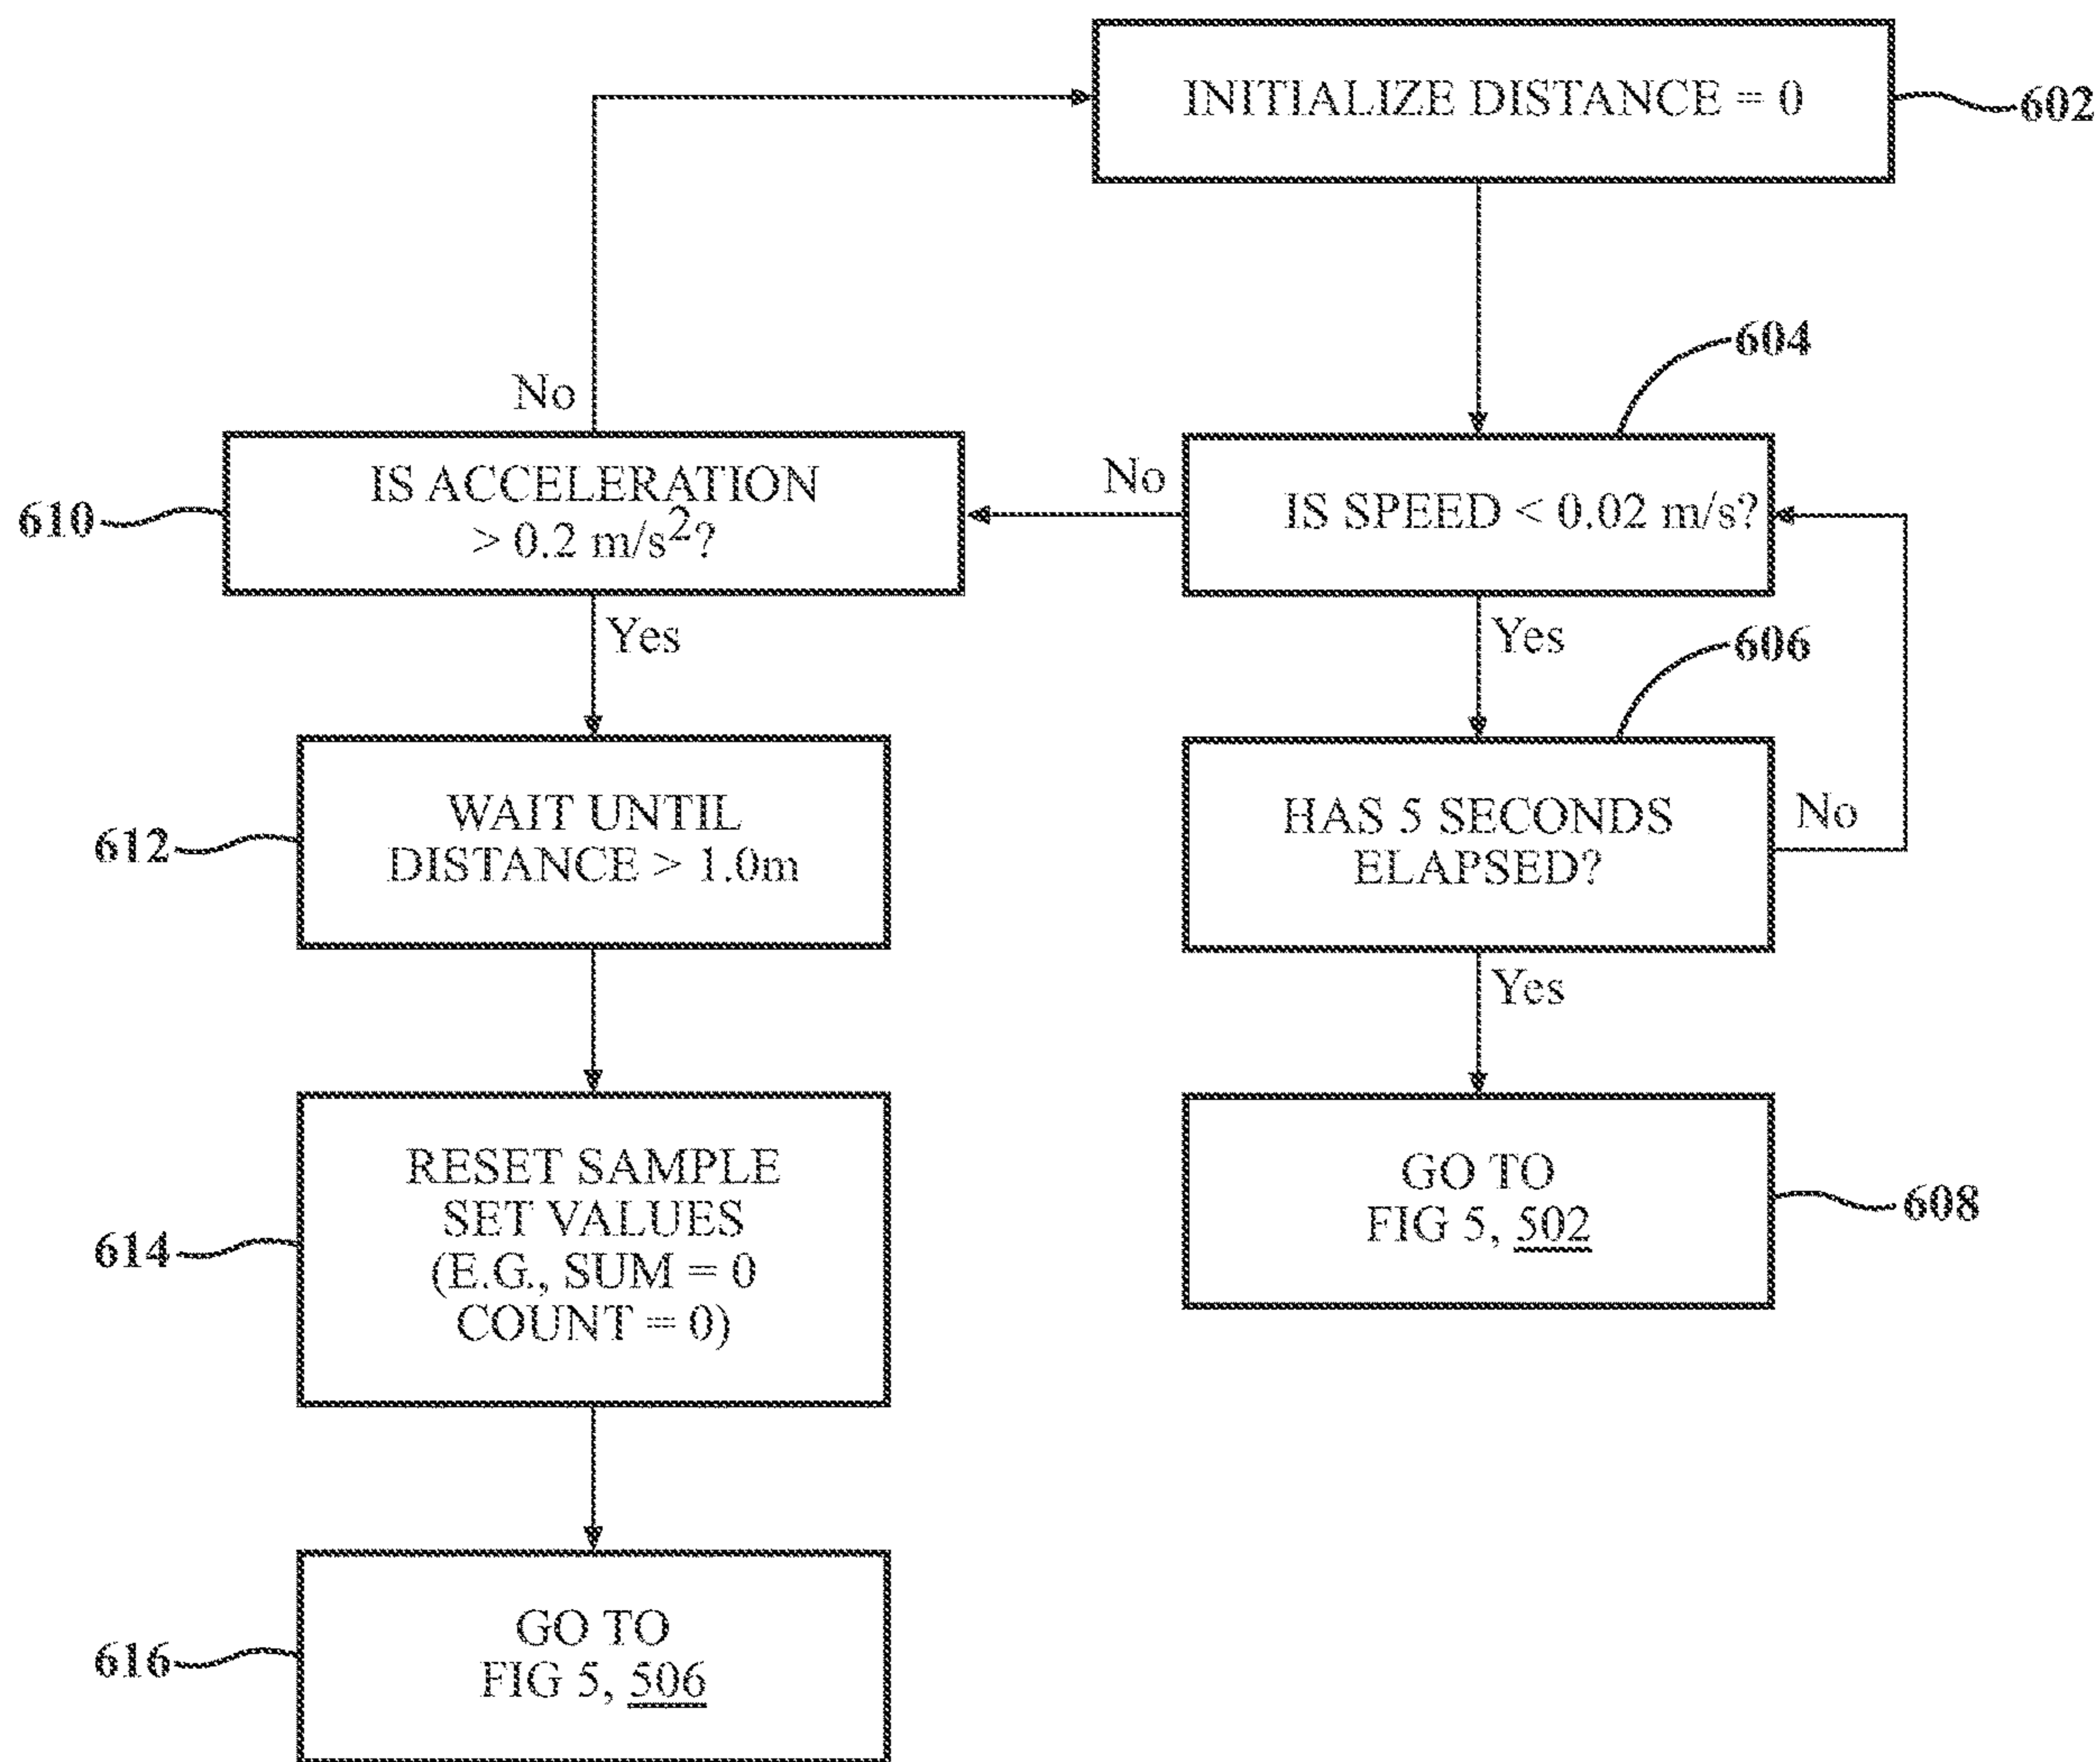 INITIALIZE DISTANCE = 0
602
604
No
IS ACCELERATION
> 0.2 m/s²?
610
No
IS SPEED < 0.02 m/s?
Yes
Yes
606
WAIT UNTIL
DISTANCE > 1.0m
612
HAS 5 SECONDS
ELAPSED?
No
Yes
RESET SAMPLE
SET VALUES
(E.G., SUM = 0
COUNT = 0)
614
GO TO
FIG 5, 502
608
GO TO
FIG 5, 506
616